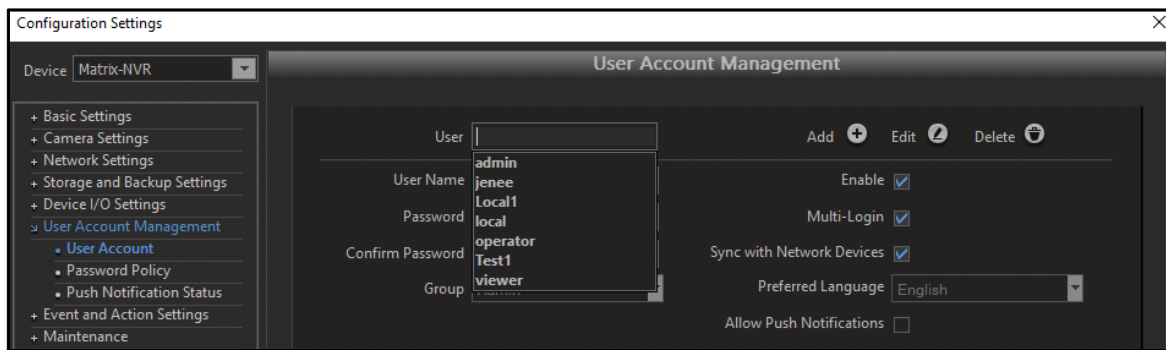 Configuration Settings
Device Matrix-NVR
User Account Management
+ Basic Settings
+ Camera Settings
+ Network Settings
+ Storage and Backup Settings
+ Device I/O Settings
User Account Management
User Account
Password Policy
Push Notification Status
+ Event and Action Settings
+ Maintenance
User
Add Edit Delete
admin
jenee
Local1
local
operator
Test1
viewer
User Name
Enable
Password
Multi-Login
Confirm Password
Sync with Network Devices
Group
Preferred Language English
Allow Push Notifications